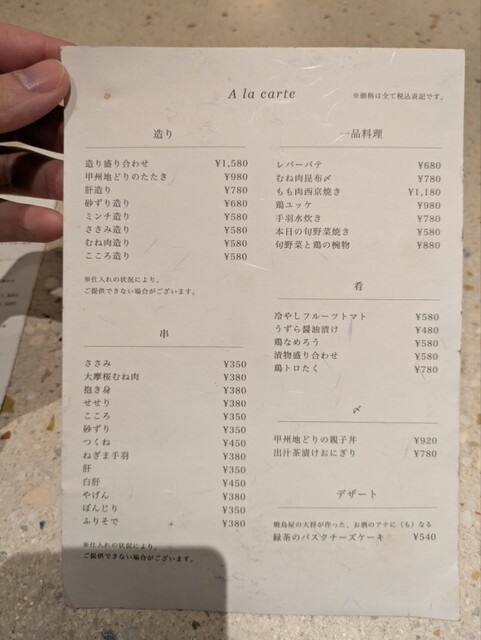 A la carte
※価格は全て税込表記です。
造り
造り盛り合わせ ¥1,580
甲州地どりのたたき ¥980
肝造り ¥780
砂ずり造り ¥680
ミンチ造り ¥580
ささみ造り ¥580
むね肉造り ¥580
こころ造り ¥580
※仕入れの状況により、
ご提供できない場合がございます。
串
ささみ ¥350
大摩桜むね肉 ¥380
抱き身 ¥380
せせり ¥380
こころ ¥350
砂ずり ¥350
つくね ¥450
ねぎま手羽 ¥380
肝 ¥350
白肝 ¥450
やげん ¥380
ぼんじり ¥350
ふりそで ¥380
※仕入れの状況により、
ご提供できない場合がございます。
一品料理
レバーパテ ¥680
むね肉昆布〆 ¥780
もも肉西京焼き ¥1,180
鶏ユッケ ¥980
手羽水炊き ¥780
本日の旬野菜焼き ¥580
旬野菜と鶏の椀物 ¥880
肴
冷やしフルーツトマト ¥580
うずら醤油漬け ¥480
鶏なめろう ¥580
漬物盛り合わせ ¥580
鶏トロたく ¥780
〆
甲州地どりの親子丼 ¥920
出汁茶漬けおにぎり ¥780
デザート
焼鳥屋の大将が作った、お酒のアテに（も）なる
緑茶のバスクチーズケーキ ¥540